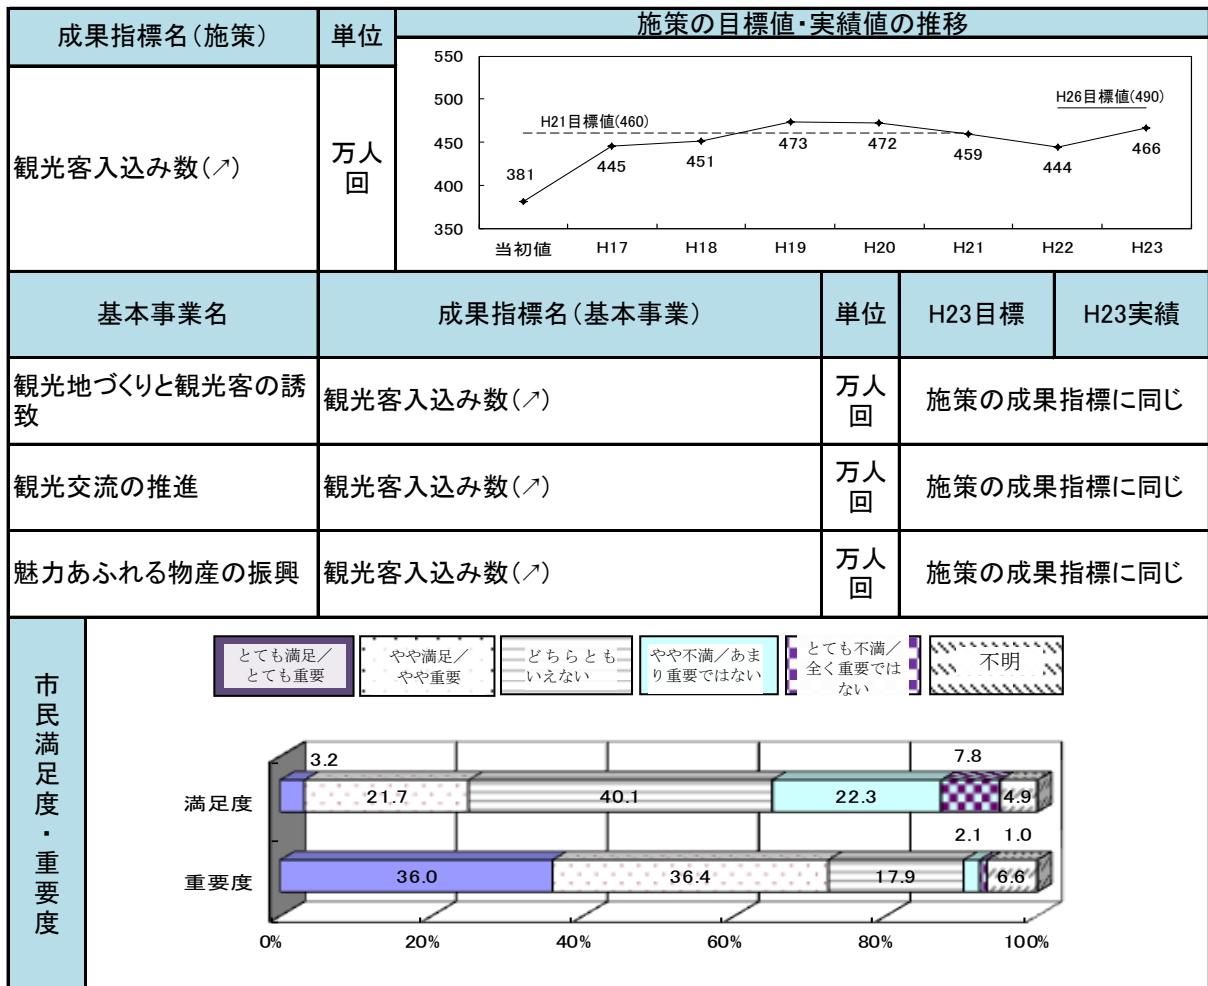 成果指標名(施策)
単位
施策の目標値・実績値の推移
観光客入込み数(↗)
万人
回
550
500
450
400
350
H21目標値(460)
H26目標値(490)
381
445
451
473
472
459
444
466
当初値
H17
H18
H19
H20
H21
H22
H23
基本事業名
成果指標名(基本事業)
単位
H23目標
H23実績
観光地づくりと観光客の誘
致
観光客入込み数(↗)
万人
回
施策の成果指標に同じ
観光交流の推進
観光客入込み数(↗)
万人
回
施策の成果指標に同じ
魅力あふれる物産の振興
観光客入込み数(↗)
万人
回
施策の成果指標に同じ
市民満足度・重要度
とても満足/
とても重要
やや満足/
やや重要
どちらとも
いえない
やや不満/あま
り重要ではない
とても不満/
全く重要では
ない
不明
満足度
3.2
21.7
40.1
22.3
7.8
4.9
重要度
36.0
36.4
17.9
2.1
1.0
6.6
0%
20%
40%
60%
80%
100%